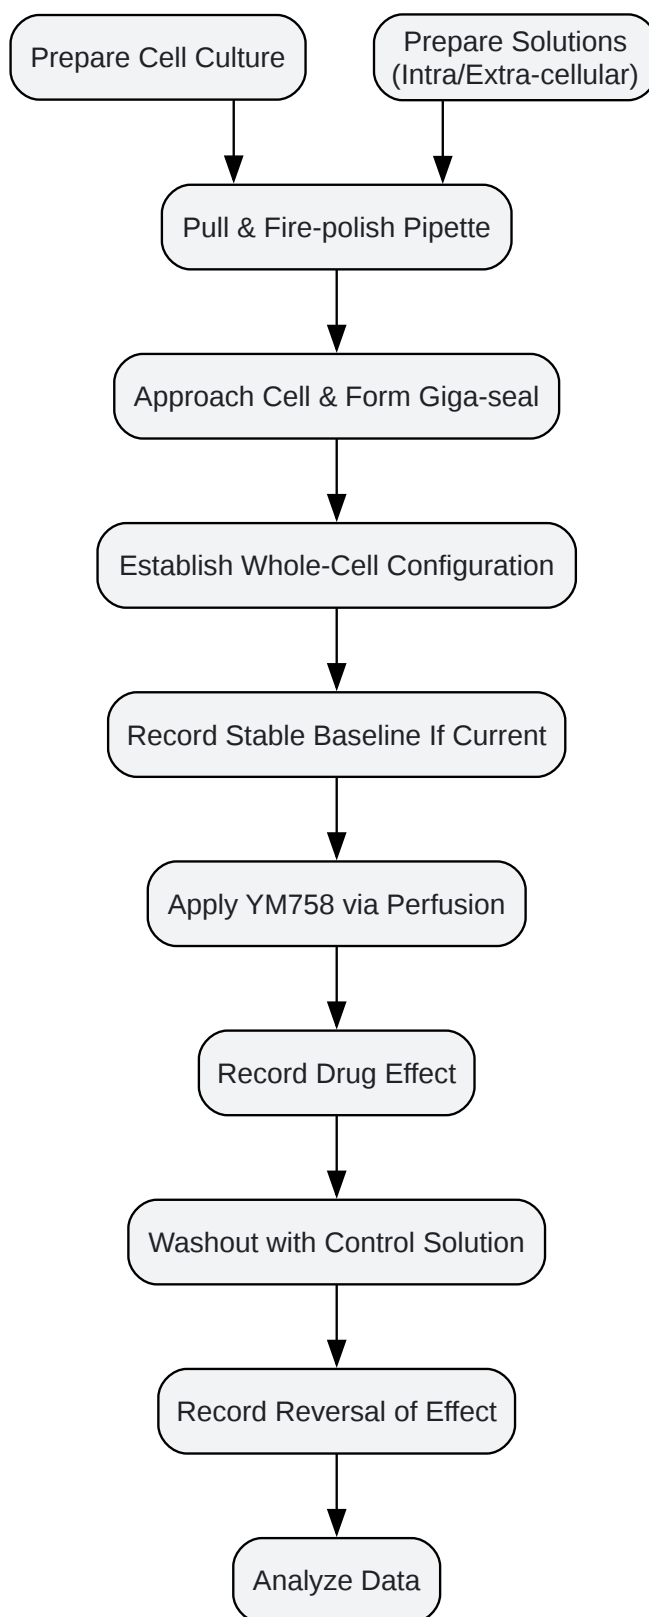 Prepare Cell Culture
Prepare Solutions
(Intra/Extra-cellular)
Pull & Fire-polish Pipette
Approach Cell & Form Giga-seal
Establish Whole-Cell Configuration
Record Stable Baseline If Current
Apply YM758 via Perfusion
Record Drug Effect
Washout with Control Solution
Record Reversal of Effect
Analyze Data